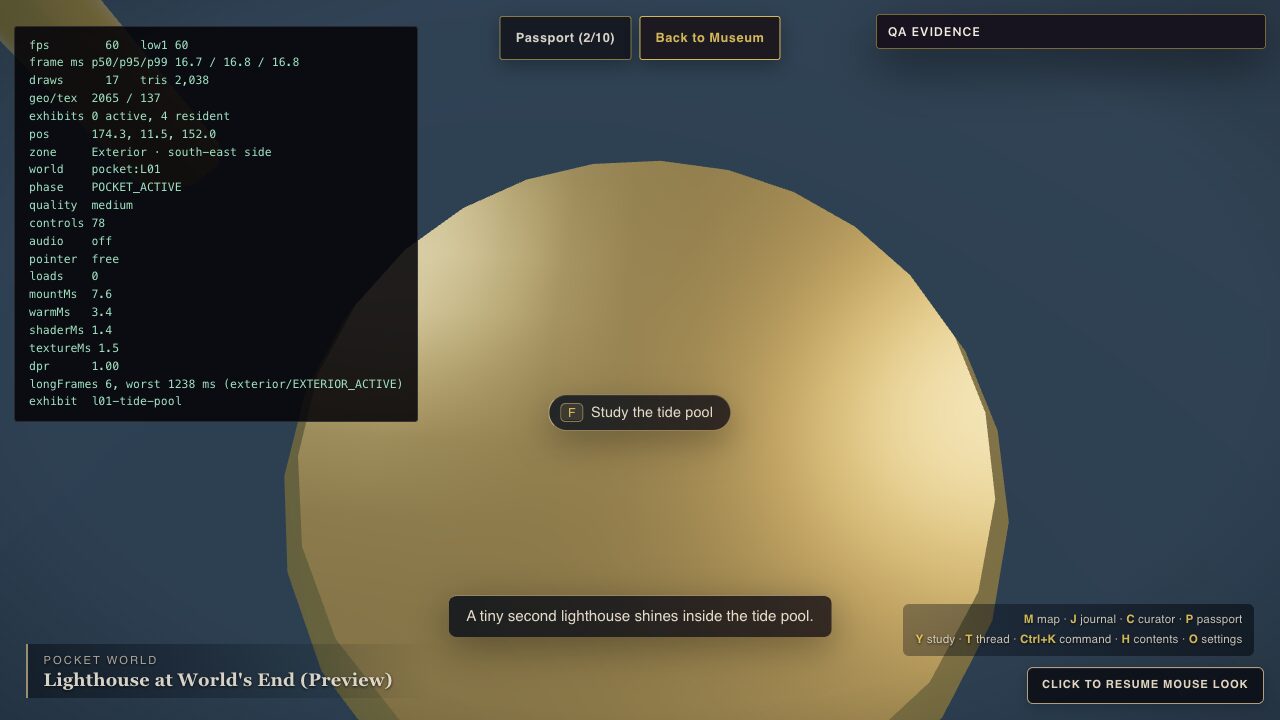 fps 60 low1 60
frame ms p50/p95/p99 16.7 / 16.8 / 16.8
draws 17 tris 2,038
geo/tex 2065 / 137
exhibits 0 active, 4 resident
pos 174.3, 11.5, 152.0
zone Exterior · south-east side
world pocket:L01
phase POCKET_ACTIVE
quality medium
controls 78
audio off
pointer free
loads 0
mountMs 7.6
warmMs 3.4
shaderMs 1.4
textureMs 1.5
dpr 1.00
longFrames 6, worst 1238 ms (exterior/EXTERIOR_ACTIVE)
exhibit l01-tide-pool
Passport (2/10)
Back to Museum
QA EVIDENCE
F Study the tide pool
A tiny second lighthouse shines inside the tide pool.
POCKET WORLD
Lighthouse at World's End (Preview)
M map · J journal · C curator · P passport
Y study · T thread · Ctrl+K command · H contents · O settings
CLICK TO RESUME MOUSE LOOK